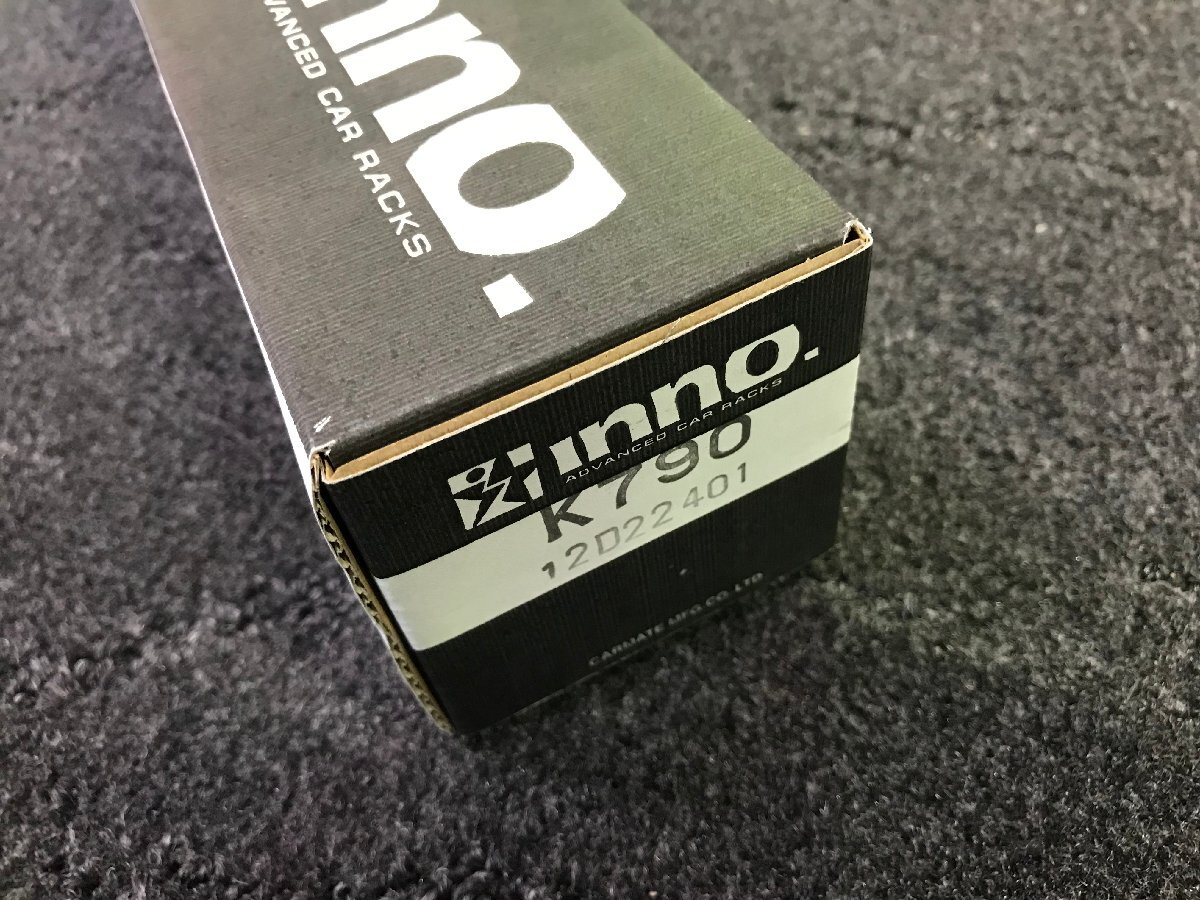 inno.
ADVANCED CAR RACKS
inno.
ADVANCED CAR RACKS
K790
12D22401
CARMATE MFG.CO.,LTD.